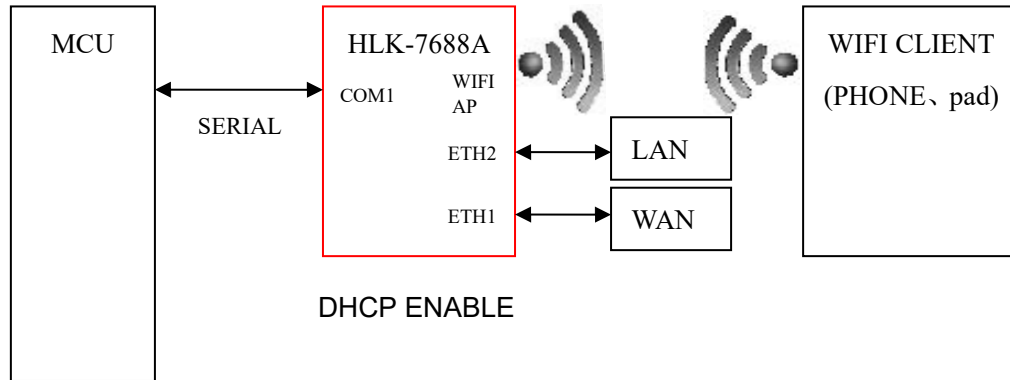 MCU
SERIAL
HLK-7688A
COM1
WIFI
AP
ETH2
ETH1
LAN
WAN
WIFI CLIENT
(PHONE、pad)
DHCP ENABLE